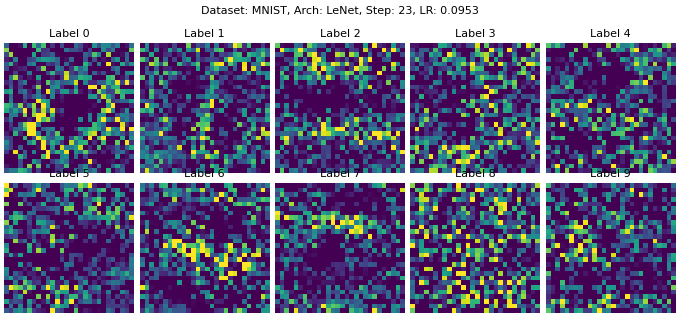 Dataset: MNIST, Arch: LeNet, Step: 23, LR: 0.0953
Label 0 Label 1 Label 2 Label 3 Label 4
Label 5 Label 6 Label 7 Label 8 Label 9